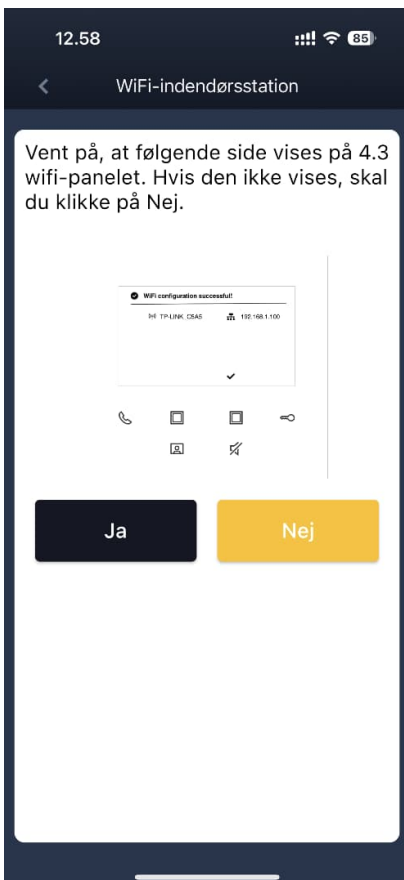 12.58
85
WiFi-indendørsstation
Vent på, at følgende side vises på 4.3
wifi-panelet. Hvis den ikke vises, skal
du klikke på Nej.
WiFi configuration successful!
TP-LINK_C8A5 192.168.1.100
Ja Nej